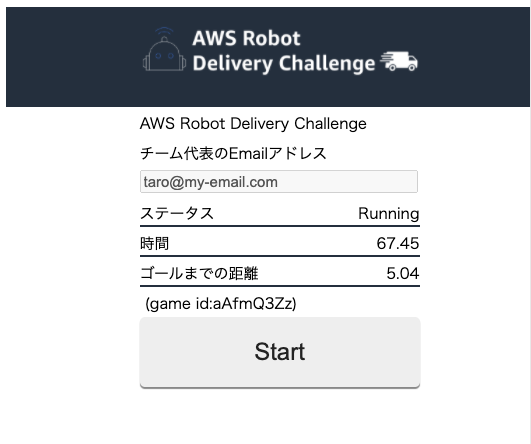 AWS Robot
Delivery Challenge
AWS Robot Delivery Challenge
チーム代表のEmailアドレス
taro@my-email.com
ステータス Running
時間 67.45
ゴールまでの距離 5.04
(game id:aAfmQ3Zz)
Start